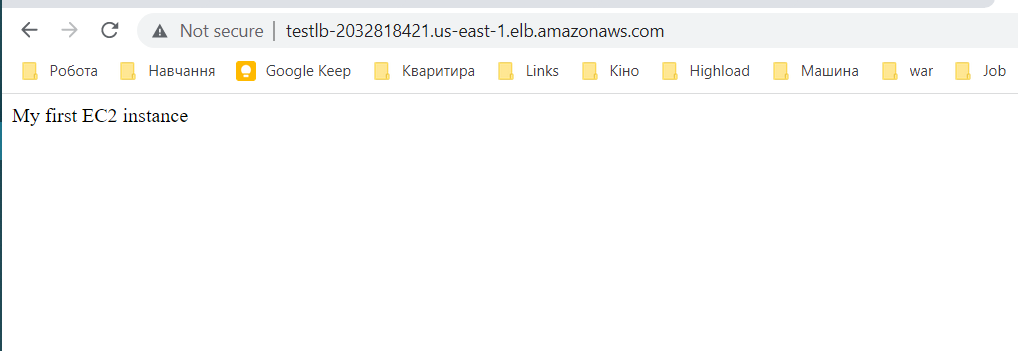 Not secure | testlb-2032818421.us-east-1.elb.amazonaws.com
Робота Навчання Google Keep Кваритира Links Кіно Highload Машина war Job
My first EC2 instance